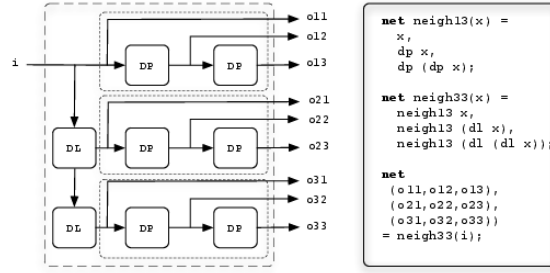 o11
o12
i
DP
DP
o13
o21
o22
DL
DP
DP
o23
o31
o32
DL
DP
DP
o33
net neigh13(x) =
x,
dp x,
dp (dp x);
net neigh33(x) =
neigh13 x,
neigh13 (dl x),
neigh13 (dl (dl x));
net
(o11,o12,o13),
(o21,o22,o23),
(o31,o32,o33))
= neigh33(i);